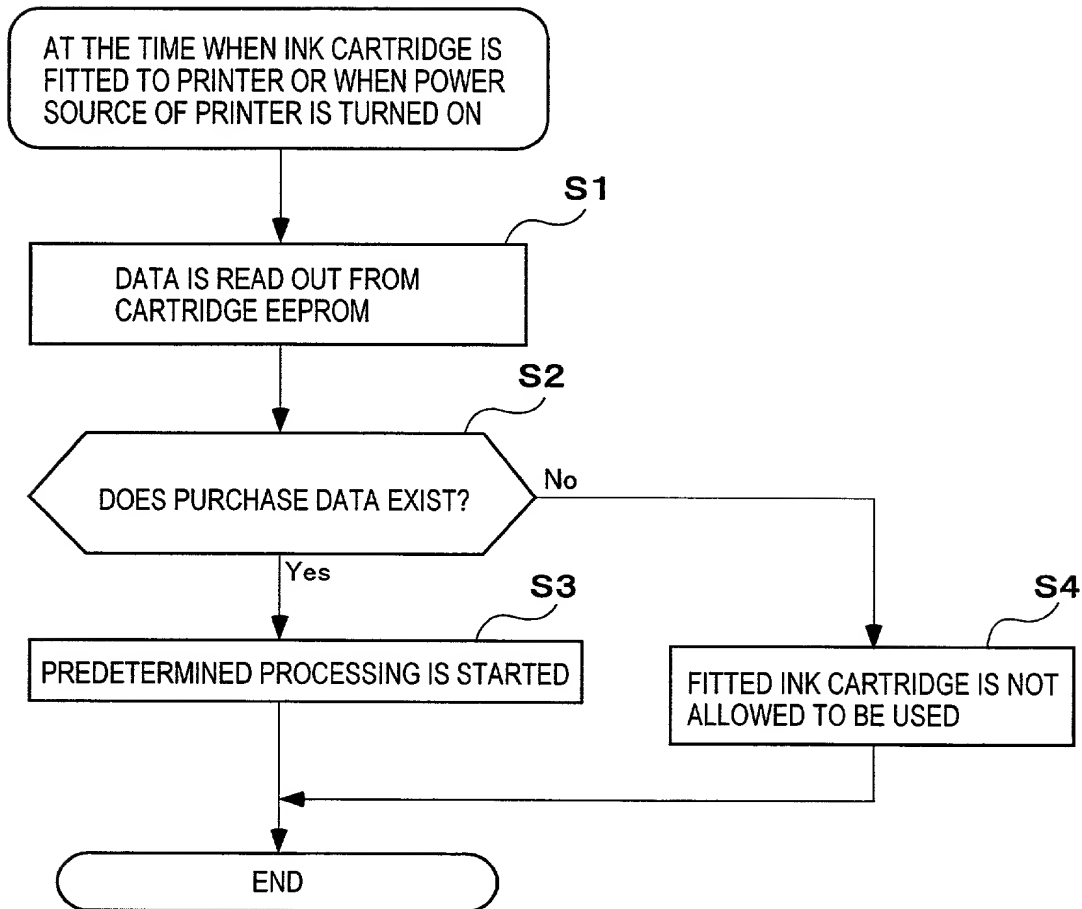 AT THE TIME WHEN INK CARTRIDGE IS
FITTED TO PRINTER OR WHEN POWER
SOURCE OF PRINTER IS TURNED ON
S1
DATA IS READ OUT FROM
CARTRIDGE EEPROM
S2
DOES PURCHASE DATA EXIST?
No
Yes
S3
PREDETERMINED PROCESSING IS STARTED
S4
FITTED INK CARTRIDGE IS NOT
ALLOWED TO BE USED
END